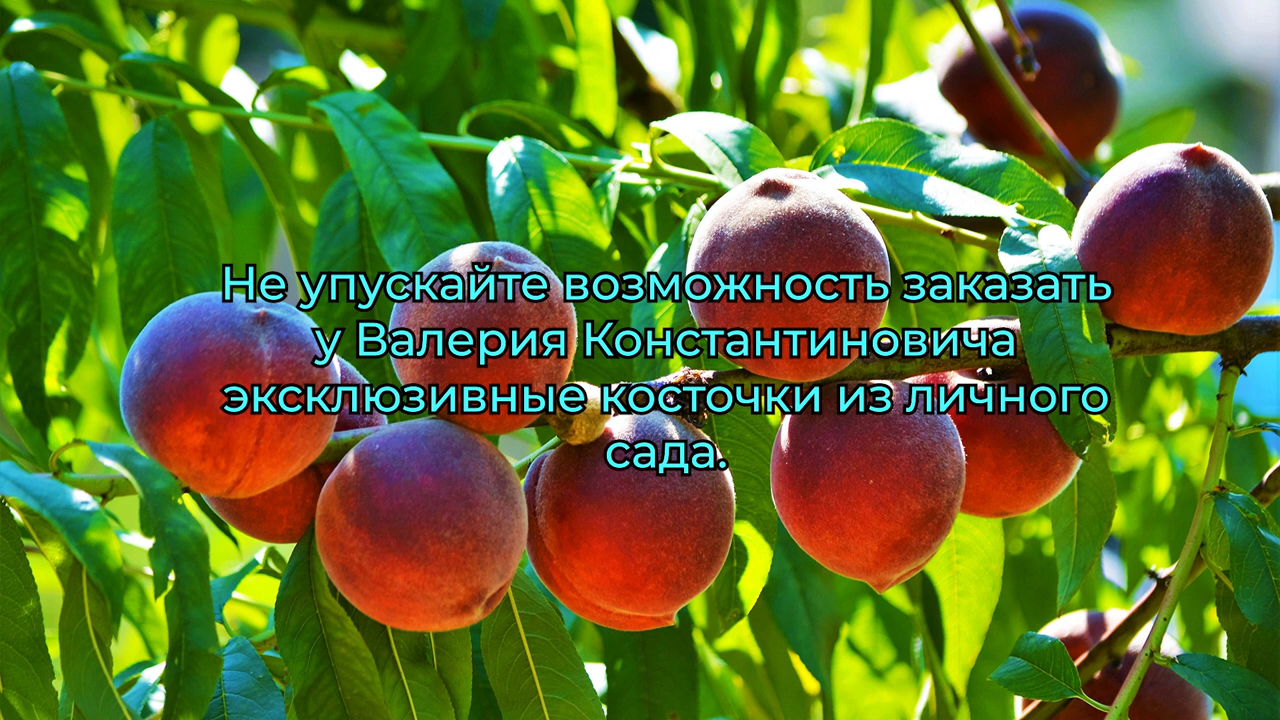 Не упускайте возможность заказать
у Валерия Константиновича
эксклюзивные косточки из личного
сада.